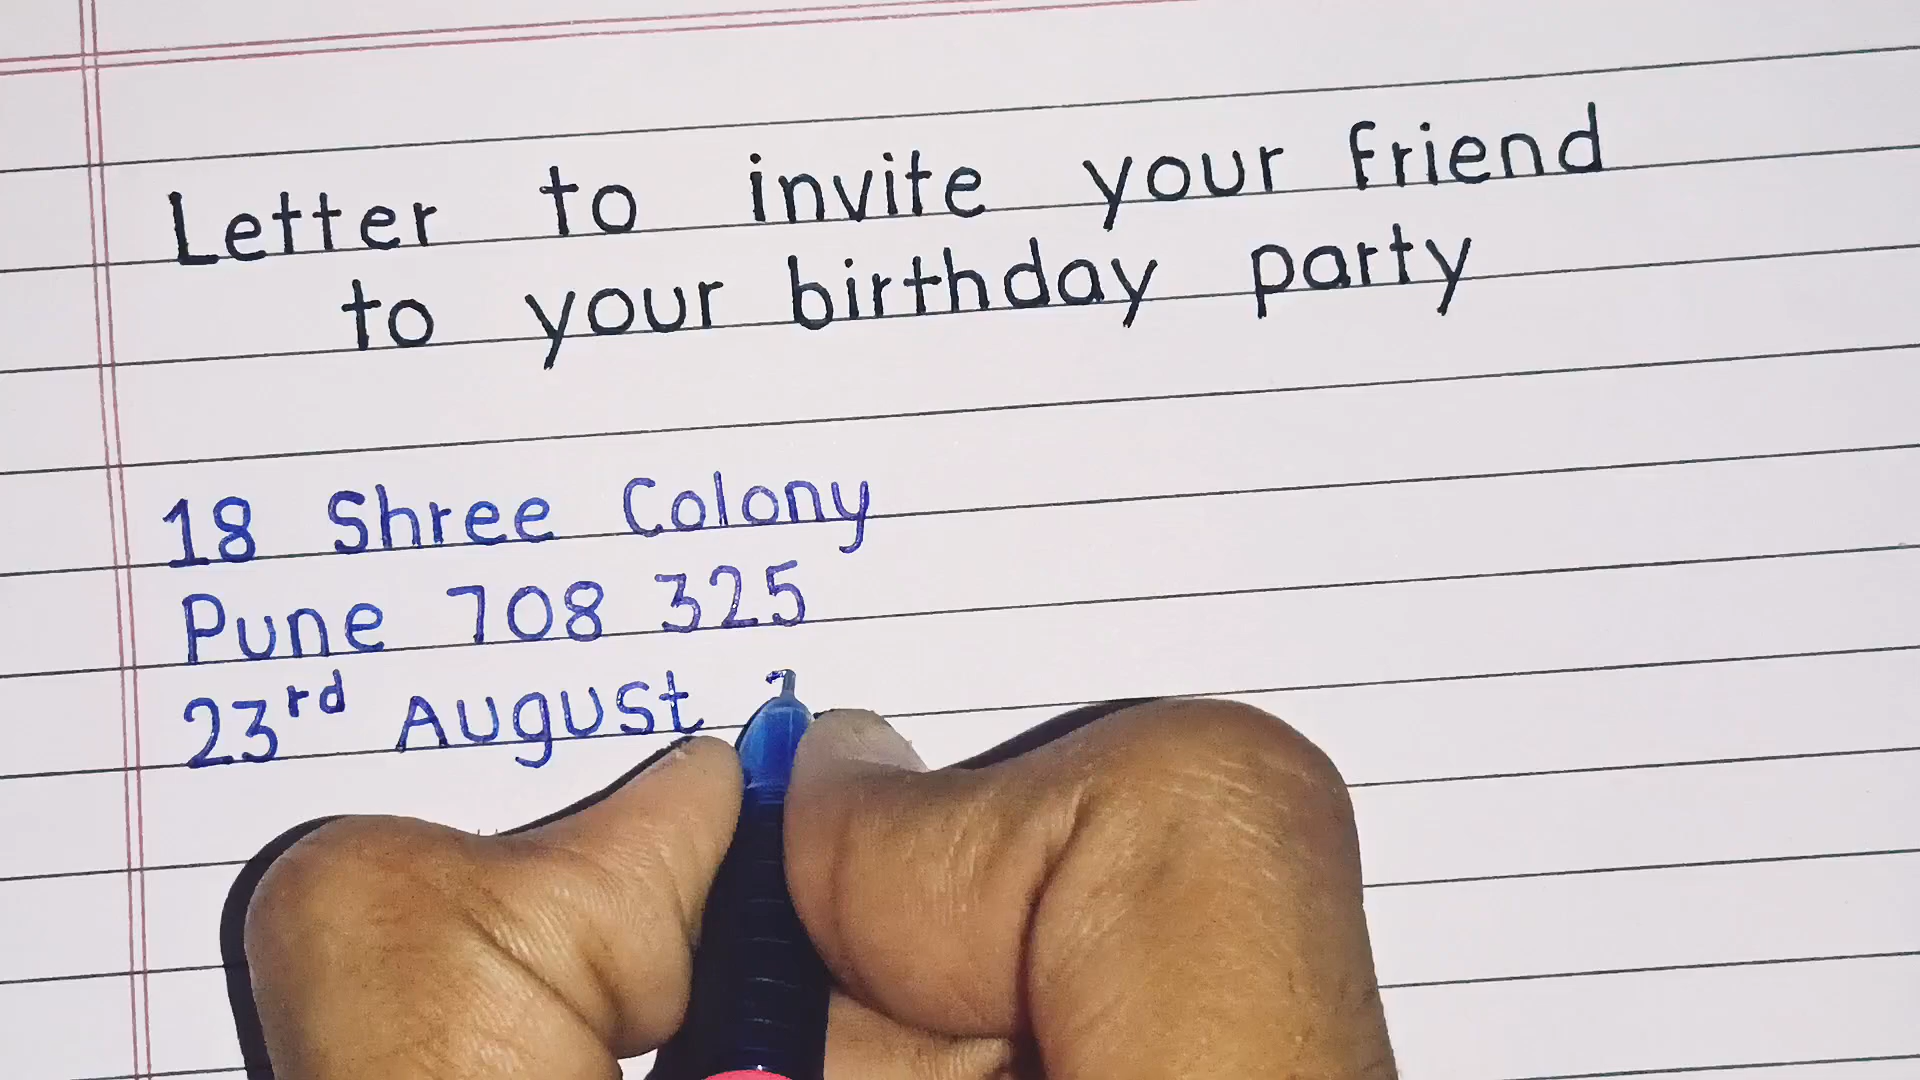 Letter to invite your friend
to your birthday party
18 Shree Colony
Pune 708 325
23rd August